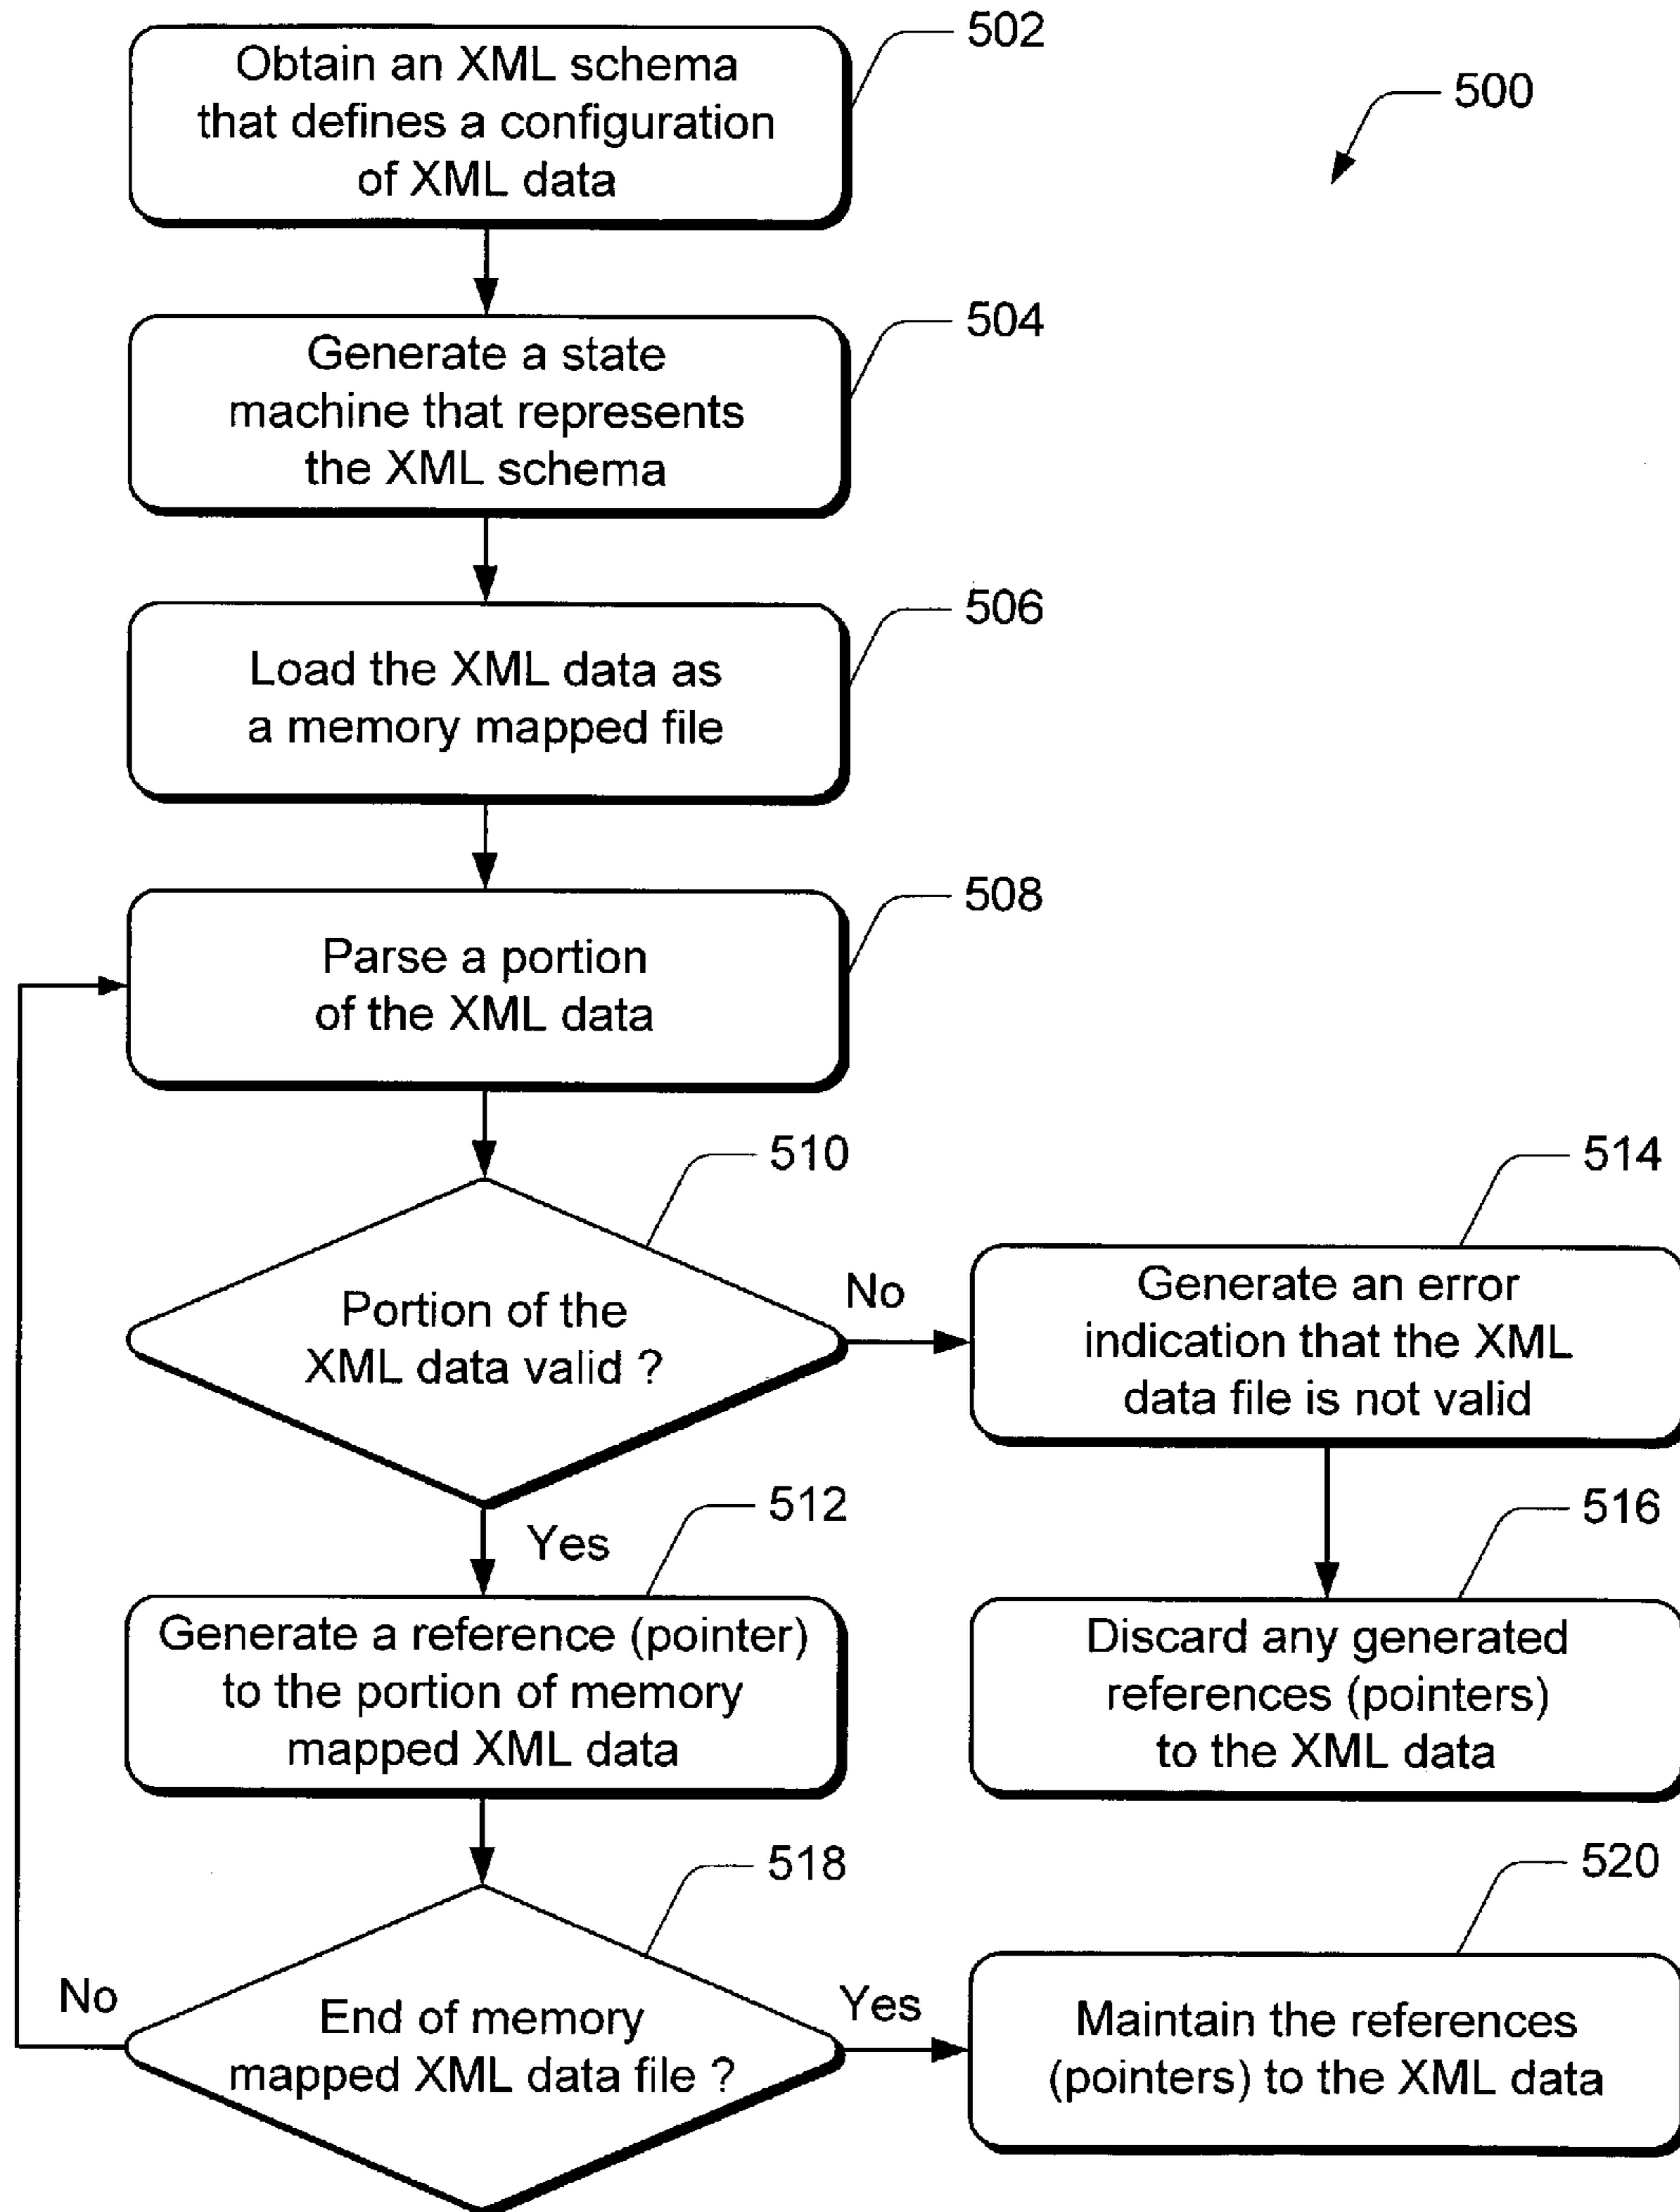 502
Obtain an XML schema
that defines a configuration
of XML data
500
504
Generate a state
machine that represents
the XML schema
506
Load the XML data as
a memory mapped file
508
Parse a portion
of the XML data
510
Portion of the
XML data valid ?
No
514
Generate an error
indication that the XML
data file is not valid
Yes
512
Generate a reference (pointer)
to the portion of memory
mapped XML data
516
Discard any generated
references (pointers)
to the XML data
518
End of memory
mapped XML data file ?
No
Yes
520
Maintain the references
(pointers) to the XML data